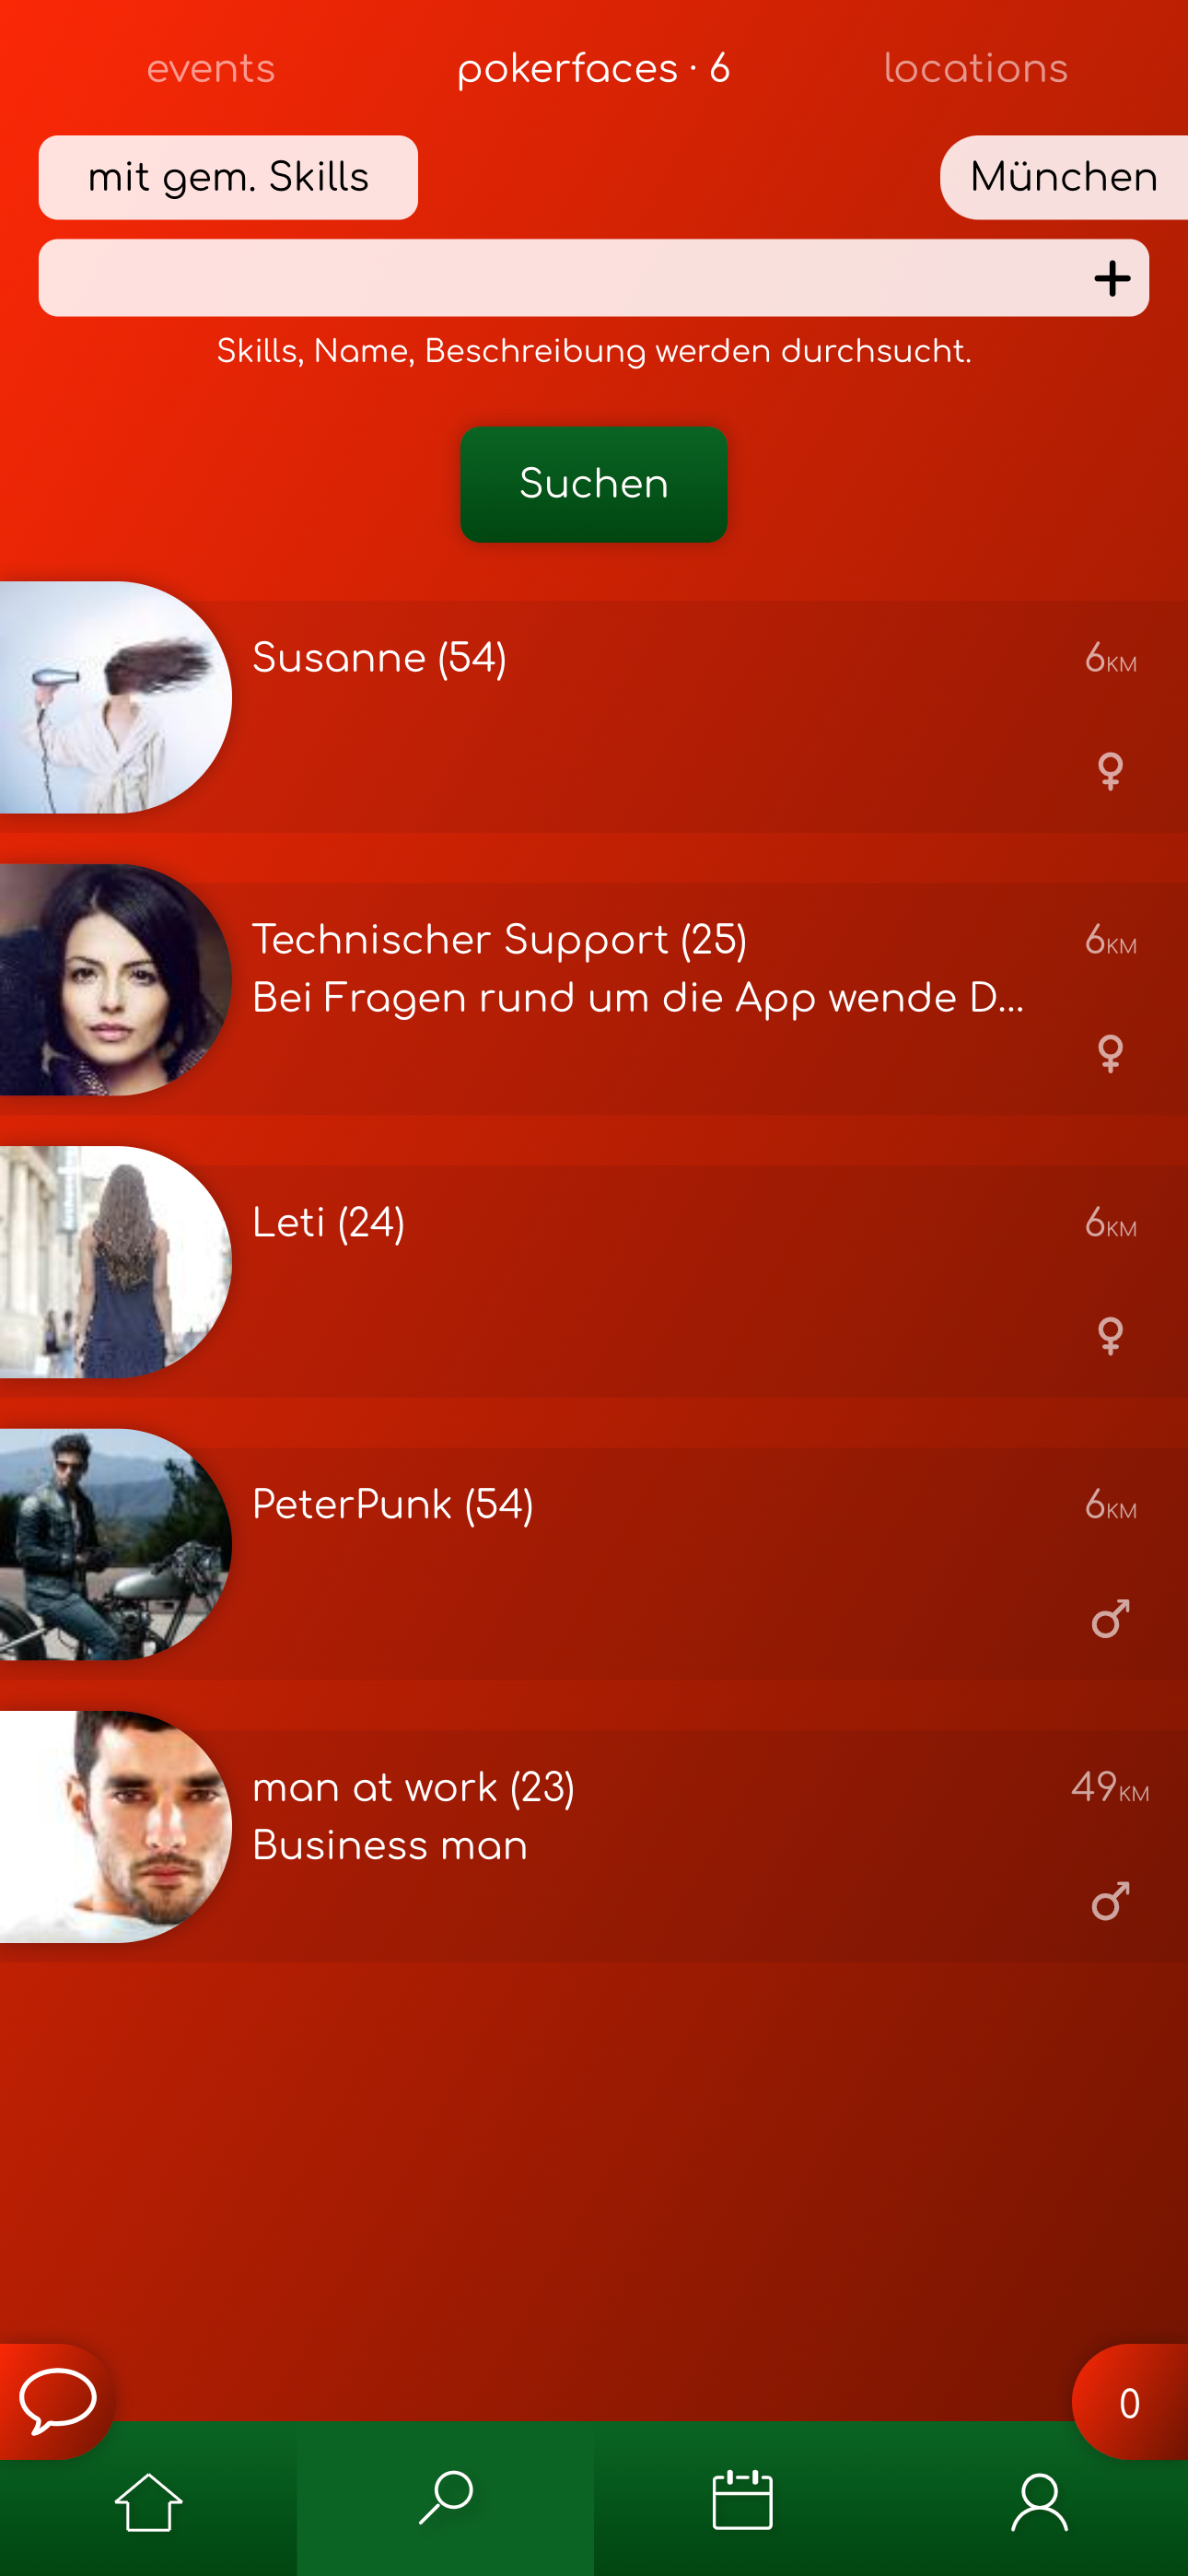 events
pokerfaces · 6
locations
mit gem. Skills
München
Skills, Name, Beschreibung werden durchsucht.
Suchen
Susanne (54)
6KM
Technischer Support (25)
6KM
Bei Fragen rund um die App wende D...
Leti (24)
6KM
PeterPunk (54)
6KM
man at work (23)
49KM
Business man
0